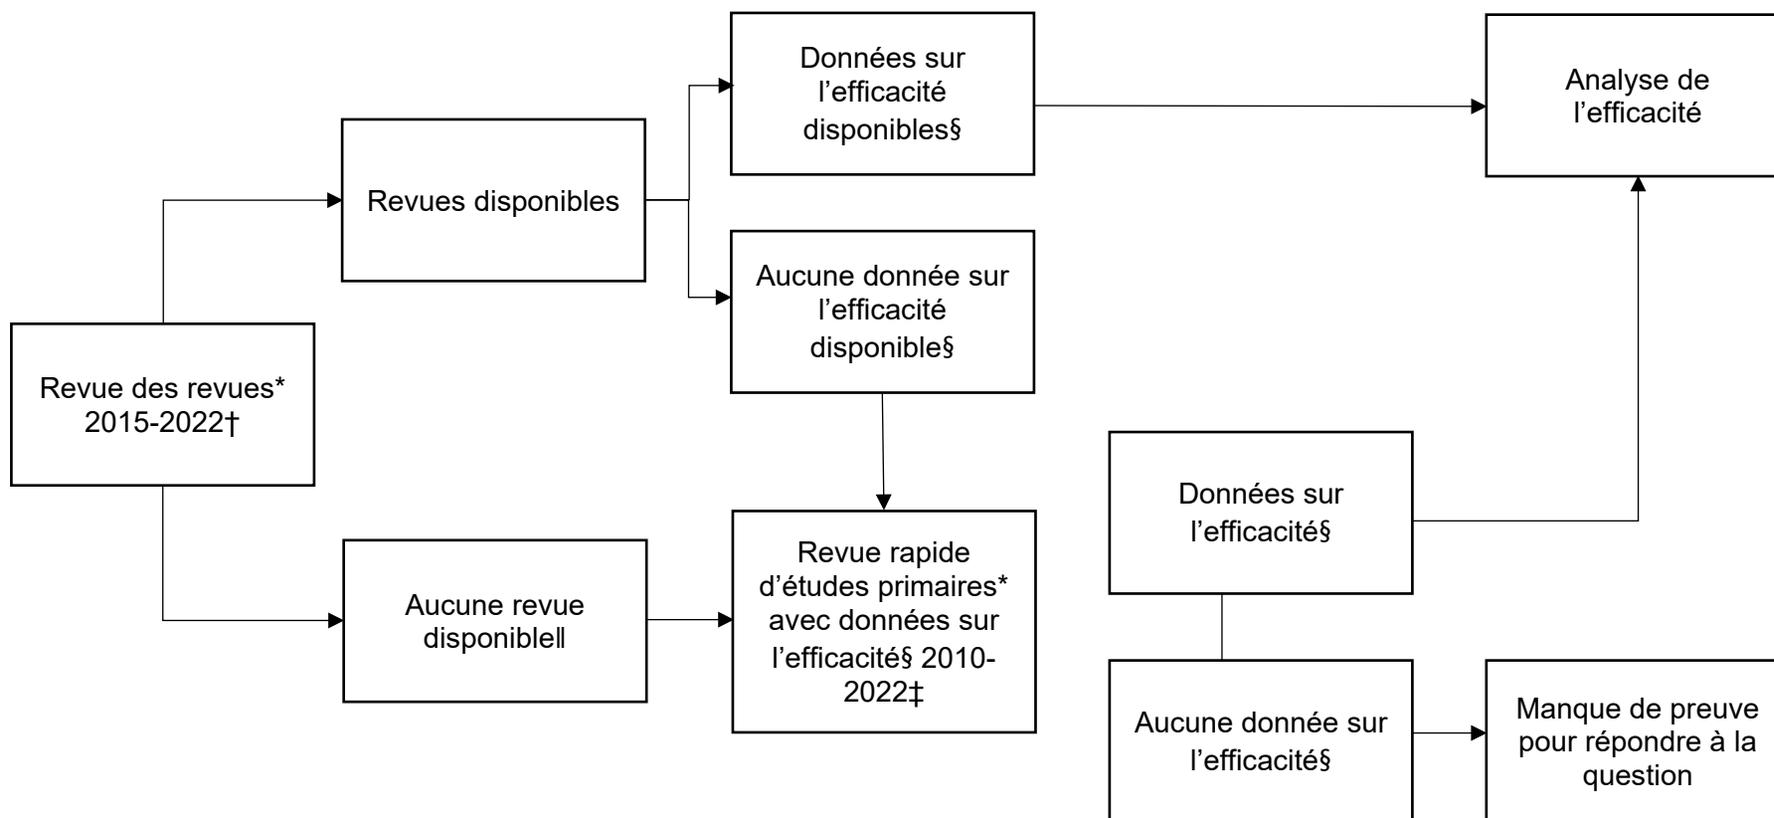 Données sur
l’efficacité
disponibles§
Analyse de
l’efficacité
Revues disponibles
Aucune donnée sur
l’efficacité
disponible§
Revue des revues*
2015-2022†
Données sur
l’efficacité§
Aucune revue
disponible‖
Revue rapide
d’études primaires*
avec données sur
l’efficacité§ 2010-
2022‡
Aucune donnée sur
l’efficacité§
Manque de preuve
pour répondre à la
question